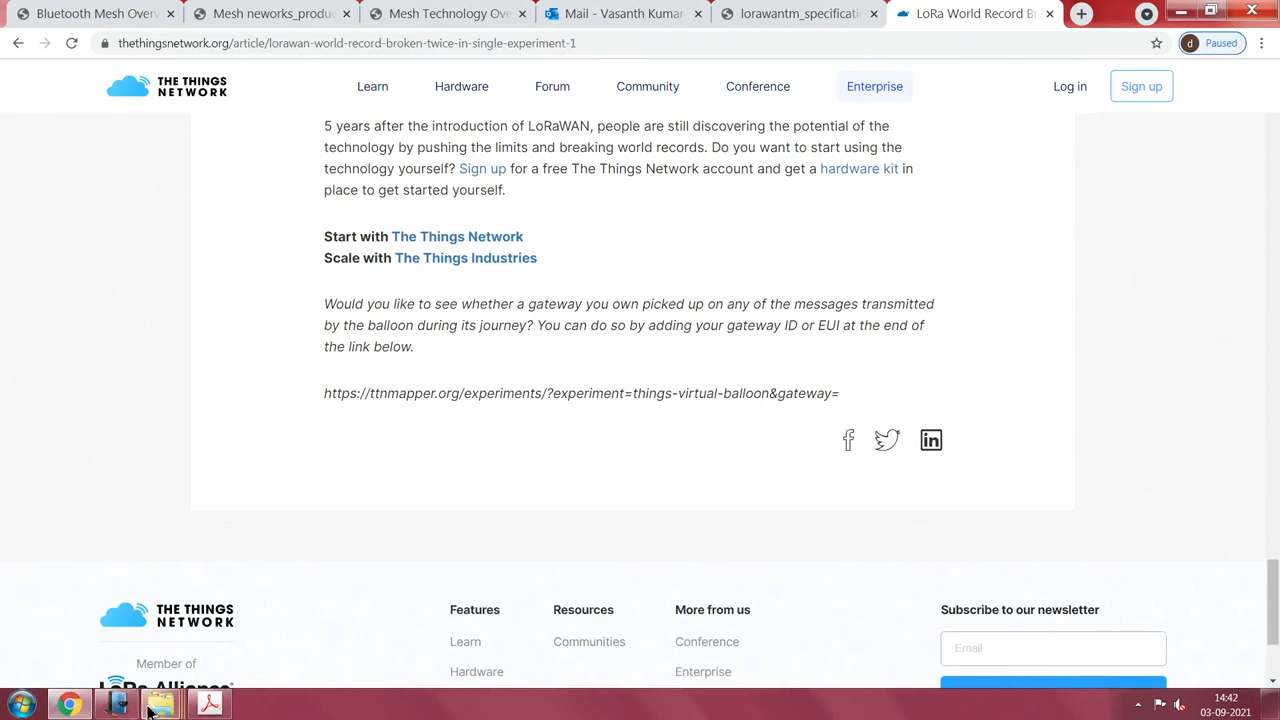 Bluetooth Mesh Over
Mesh neworks_produ
Mesh Technology Ov
Mail - Vasanth Kumar
lorawantm_specificati
LoRa World Record Br
Paused
thethingsnetwork.org/article/lorawan-world-record-broken-twice-in-single-experiment-1
THE THINGS
NETWORK
Learn
Hardware
Forum
Community
Conference
Enterprise
Log in
Sign up
5 years after the introduction of LoRaWAN, people are still discovering the potential of the
technology by pushing the limits and breaking world records. Do you want to start using the
technology yourself? Sign up for a free The Things Network account and get a hardware kit in
place to get started yourself.
Start with The Things Network
Scale with The Things Industries
Would you like to see whether a gateway you own picked up on any of the messages transmitted
by the balloon during its journey? You can do so by adding your gateway ID or EUI at the end of
the link below.
https://ttnmapper.org/experiments/?experiment=things-virtual-balloon&gateway=
THE THINGS
NETWORK
Member of
LoRa Alliance
Features
Learn
Hardware
Resources
Communities
More from us
Conference
Enterprise
Subscribe to our newsletter
Email
14:42
03-09-2021